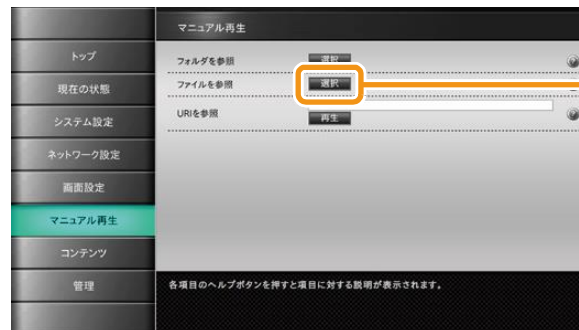 マニュアル再生
トップ
現在の状態
システム設定
ネットワーク設定
画面設定
マニュアル再生
コンテンツ
管理
フォルダを参照 選択
ファイルを参照 選択
URIを参照
再生
各項目のヘルプボタンを押すと項目に対する説明が表示されます。